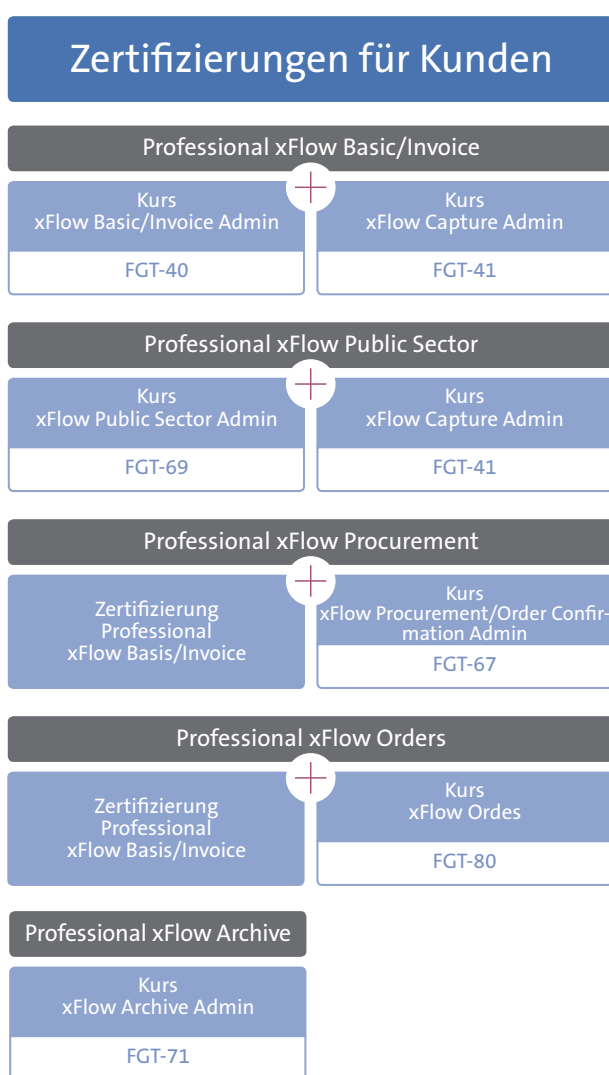 Zertifizierungen für Kunden
Professional xFlow Basic/Invoice
Kurs
xFlow Basic/Invoice Admin
FGT-40
Kurs
xFlow Capture Admin
FGT-41
Professional xFlow Public Sector
Kurs
xFlow Public Sector Admin
FGT-69
Kurs
xFlow Capture Admin
FGT-41
Professional xFlow Procurement
Zertifizierung
Professional
xFlow Basis/Invoice
Kurs
xFlow Procurement/Order Confir-
mation Admin
FGT-67
Professional xFlow Orders
Zertifizierung
Professional
xFlow Basis/Invoice
Kurs
xFlow Ordes
FGT-80
Professional xFlow Archive
Kurs
xFlow Archive Admin
FGT-71